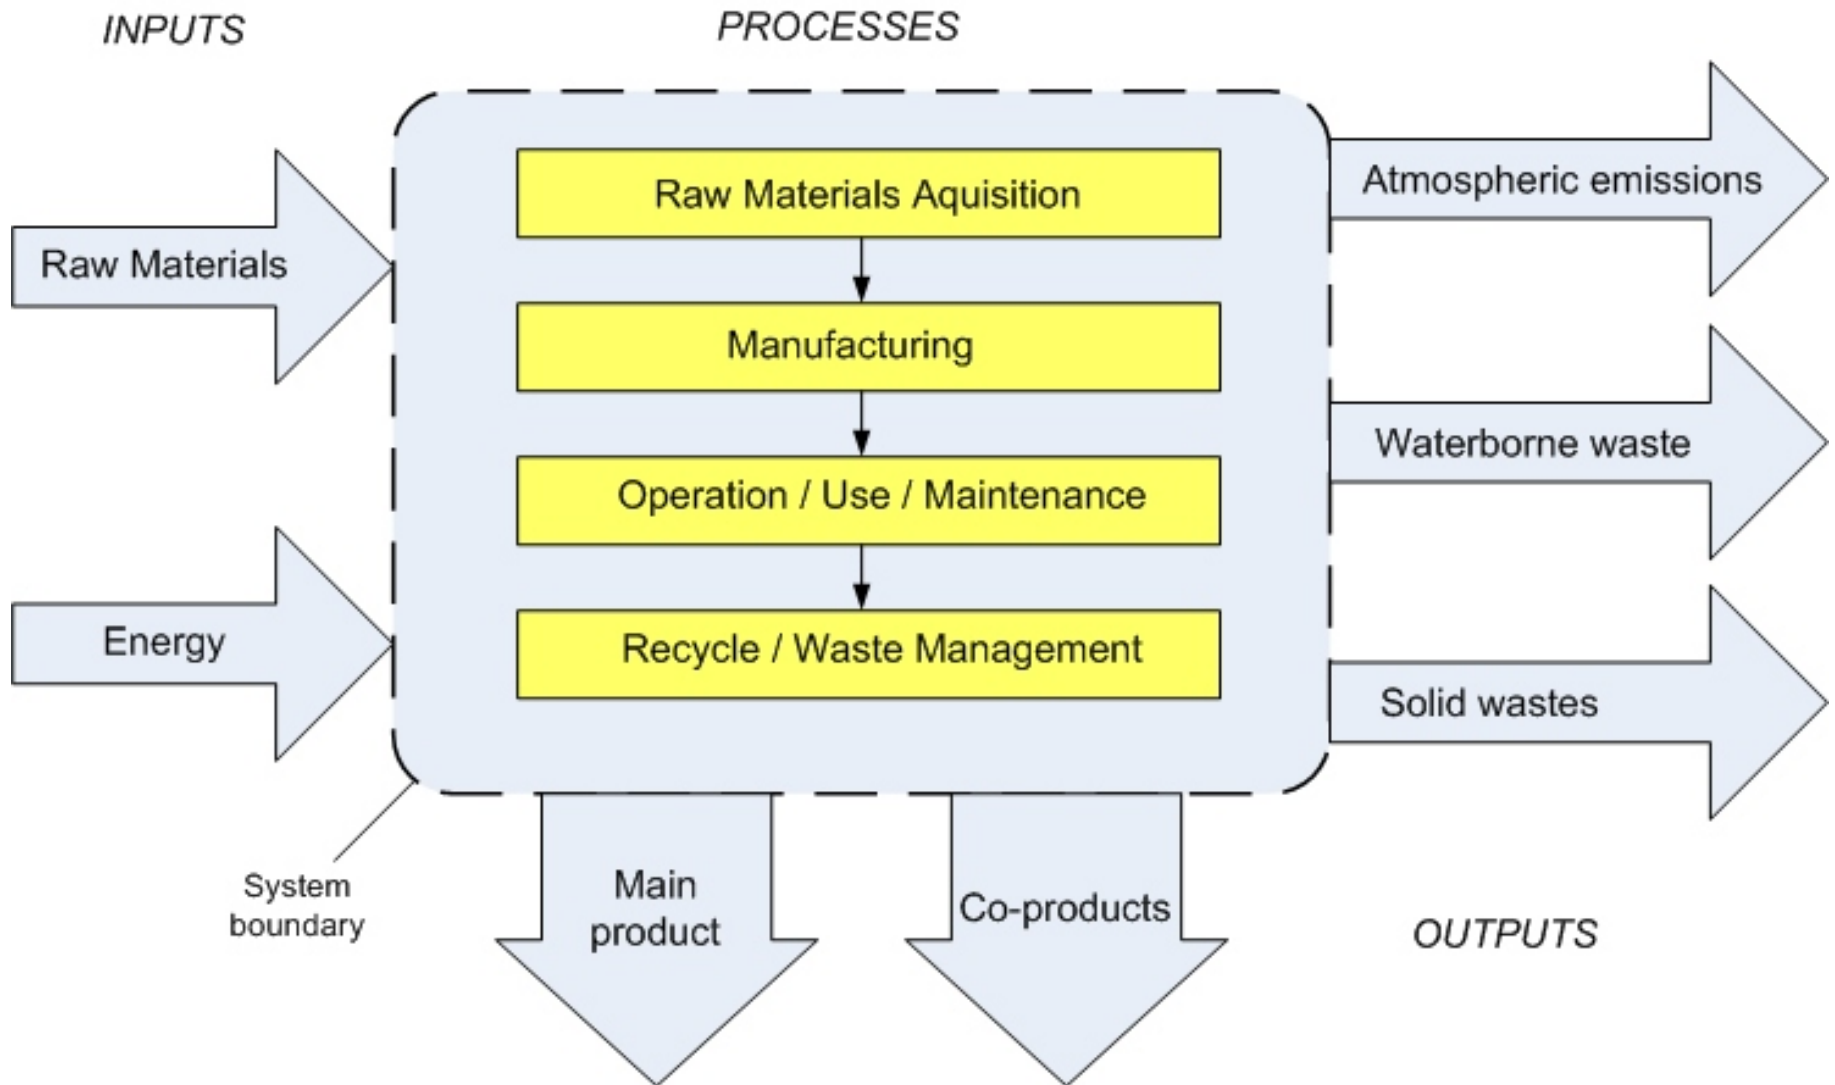 INPUTS
PROCESSES
Raw Materials
Energy
Raw Materials Aquisition
Manufacturing
Operation / Use / Maintenance
Recycle / Waste Management
Atmospheric emissions
Waterborne waste
Solid wastes
System
boundary
Main
product
Co-products
OUTPUTS